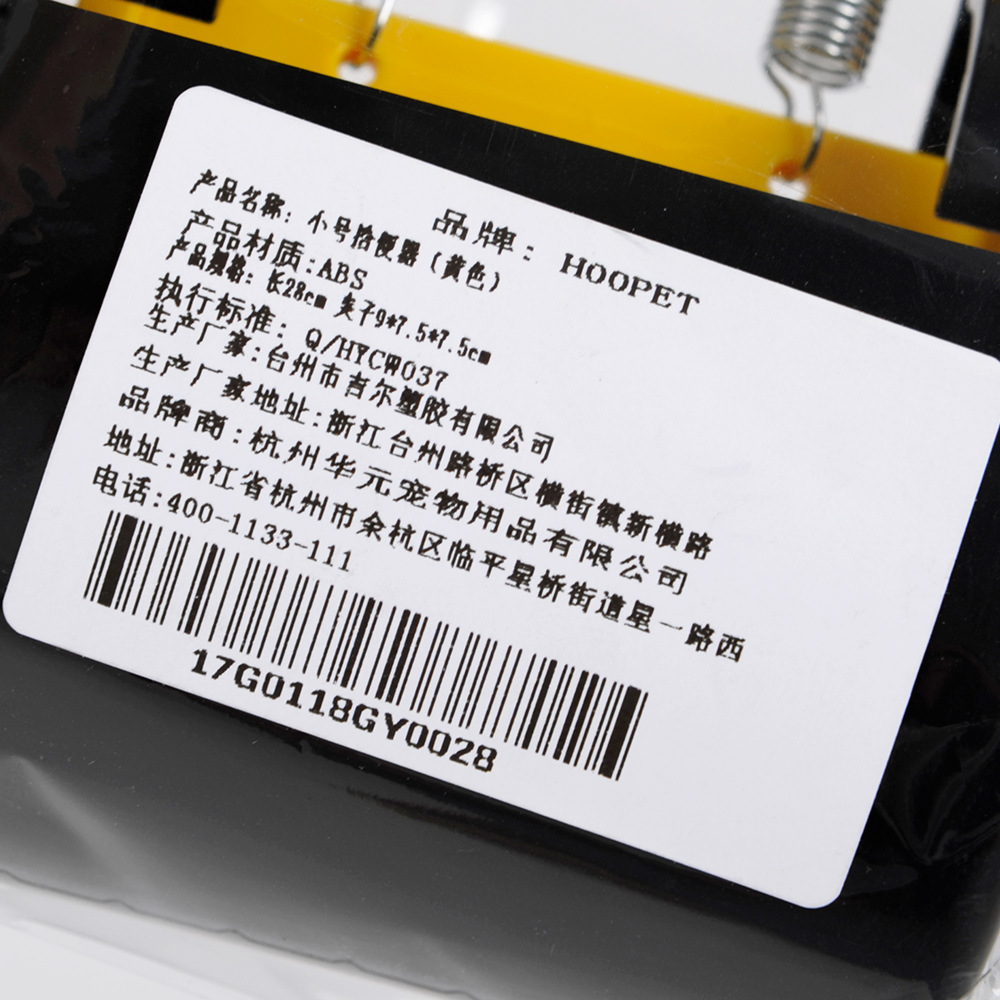 品牌: HOOPET
产品名称: 小号拾便器(黄色)
产品材质:ABS
产品规格: 长28cm 夹子9*7.5*7.5cm
执行标准: Q/HYCW037
生产厂家:台州市吉尔塑胶有限公司
生产厂家地址:浙江台州路桥区横街镇新横路
品牌商:杭州华元宠物用品有限公司
地址:浙江省杭州市余杭区临平星桥街道星一路西
电话:400-1133-111
17G0118GY0028